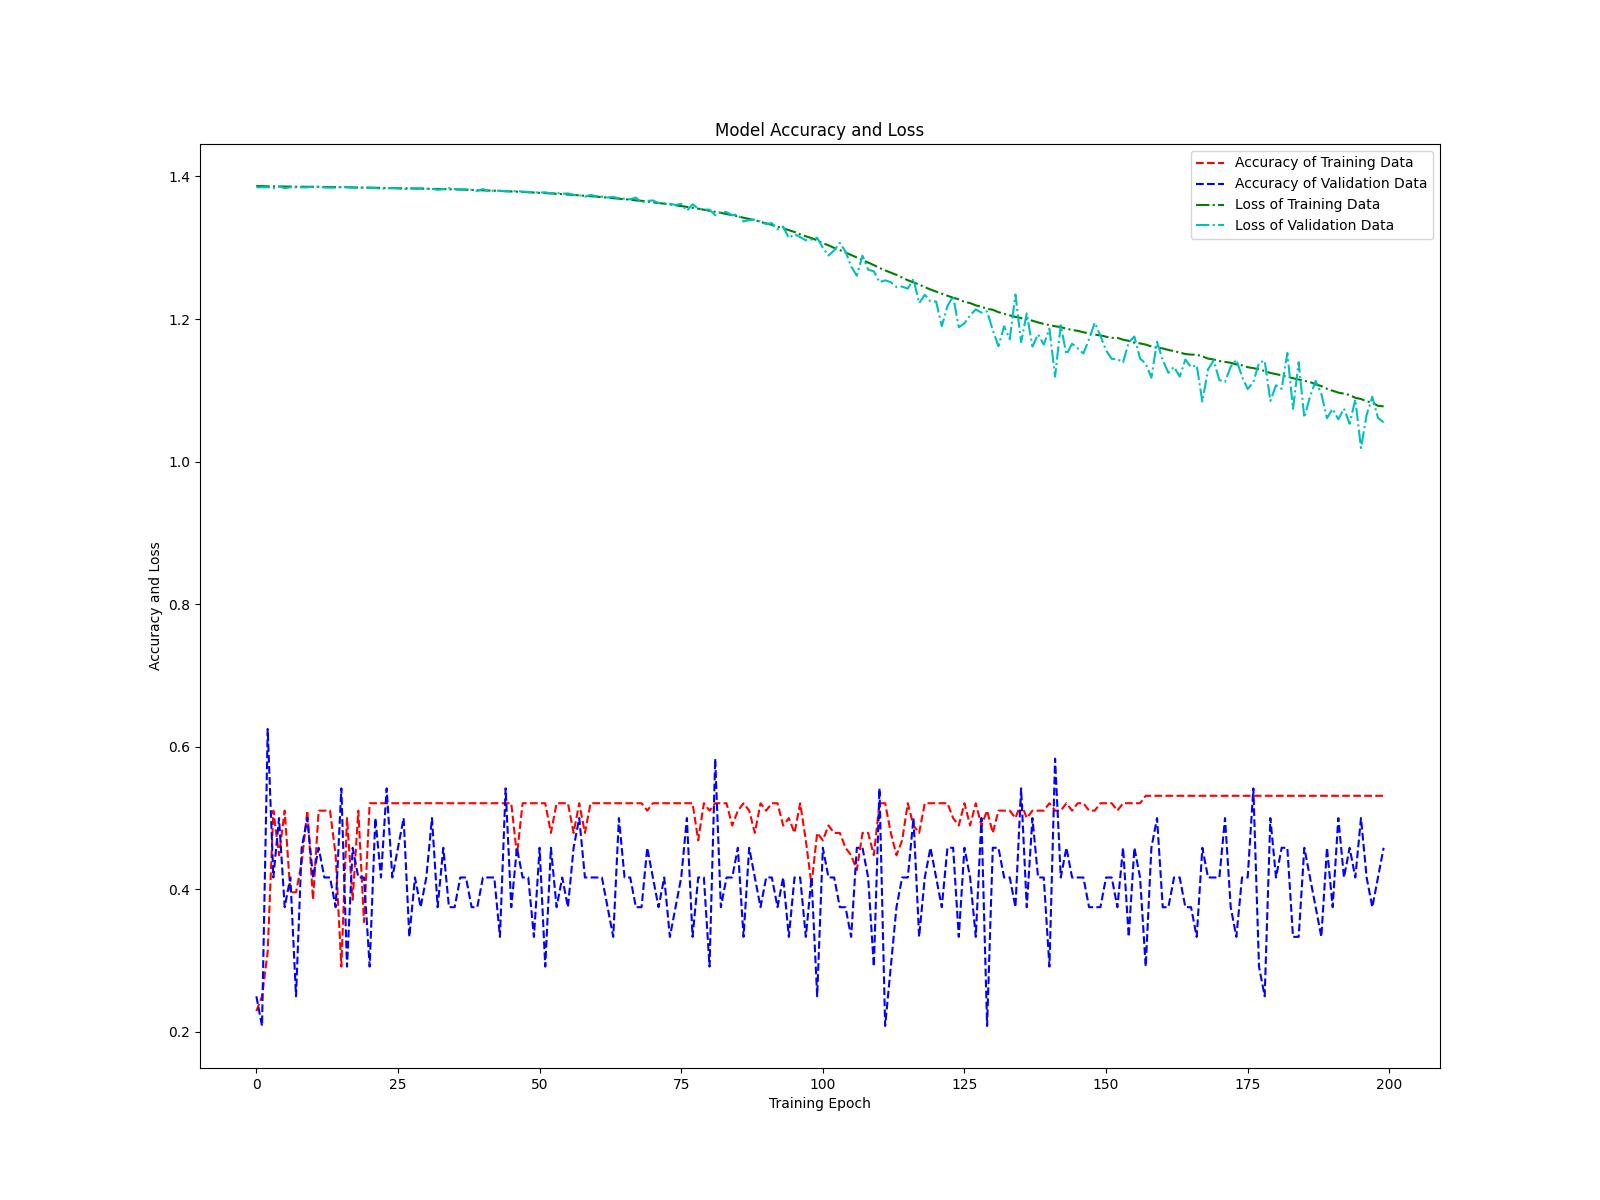 Model Accuracy and Loss
Accuracy of Training Data
Accuracy of Validation Data
Loss of Training Data
Loss of Validation Data
1.4
1.2
1.0
0.8
0.6
0.4
0.2
Accuracy and Loss
0 25 50 75 100 125 150 175 200
Training Epoch